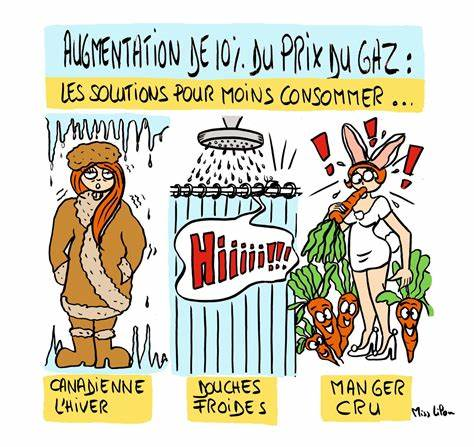 AUGMENTATION DE 10% DU PRIX DU GAZ :
LES SOLUTIONS POUR MOINS CONSOMMER ...
Hiiiiii!!!
!!!
CANADIENNE
L'HIVER
DOUCHES
FROIDES
MANGER
CRU
Miss Lilou